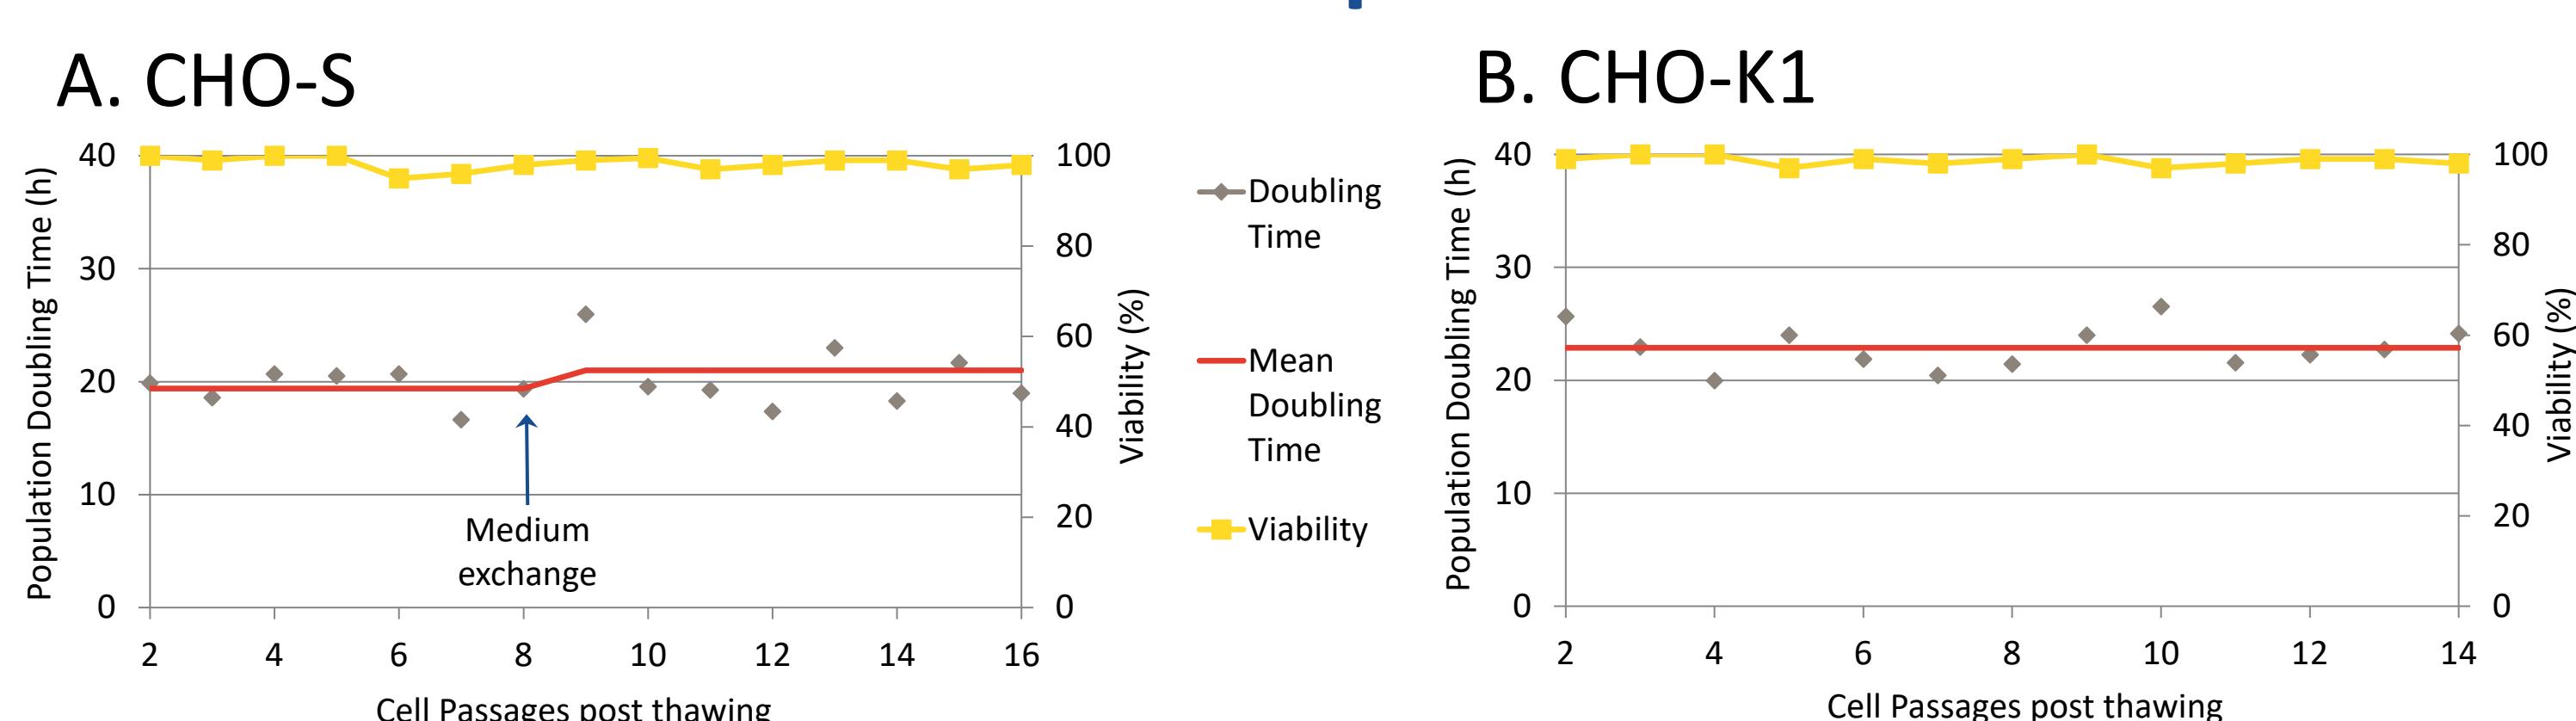 A. CHO-S
Population Doubling Time (h)
40
30
20
10
0
100
80
60
40
20
0
Viability (%)
Medium
exchange
2 4 6 8 10 12 14 16
Cell Passages post thawing
Doubling
Time
Mean
Doubling
Time
Viability
B. CHO-K1
Population Doubling Time (h)
40
30
20
10
0
100
80
60
40
20
0
Viability (%)
2 4 6 8 10 12 14
Cell Passages post thawing